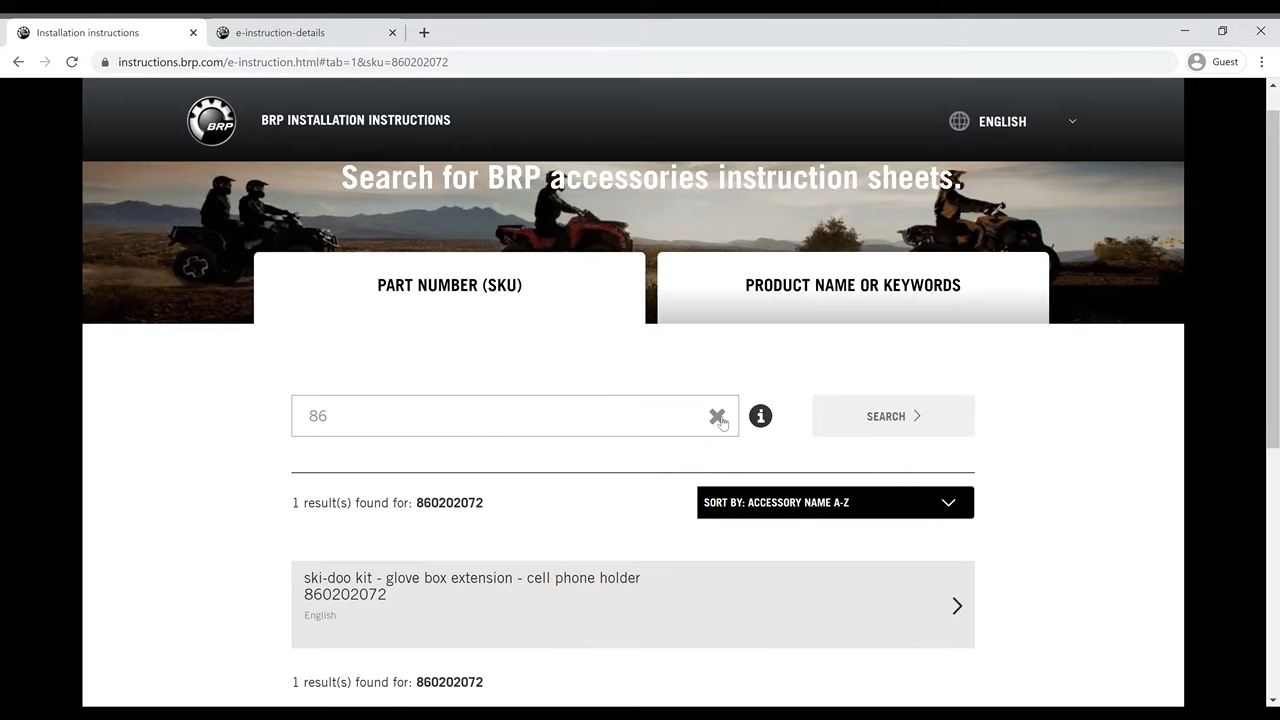 Installation instructions
e-instruction-details
instructions.brp.com/e-instruction.html#tab=1&sku=860202072
Guest
BRP
BRP INSTALLATION INSTRUCTIONS
ENGLISH
Search for BRP accessories instruction sheets.
PART NUMBER (SKU)
PRODUCT NAME OR KEYWORDS
86
SEARCH
1 result(s) found for: 860202072
SORT BY: ACCESSORY NAME A-Z
ski-doo kit - glove box extension - cell phone holder
860202072
English
1 result(s) found for: 860202072